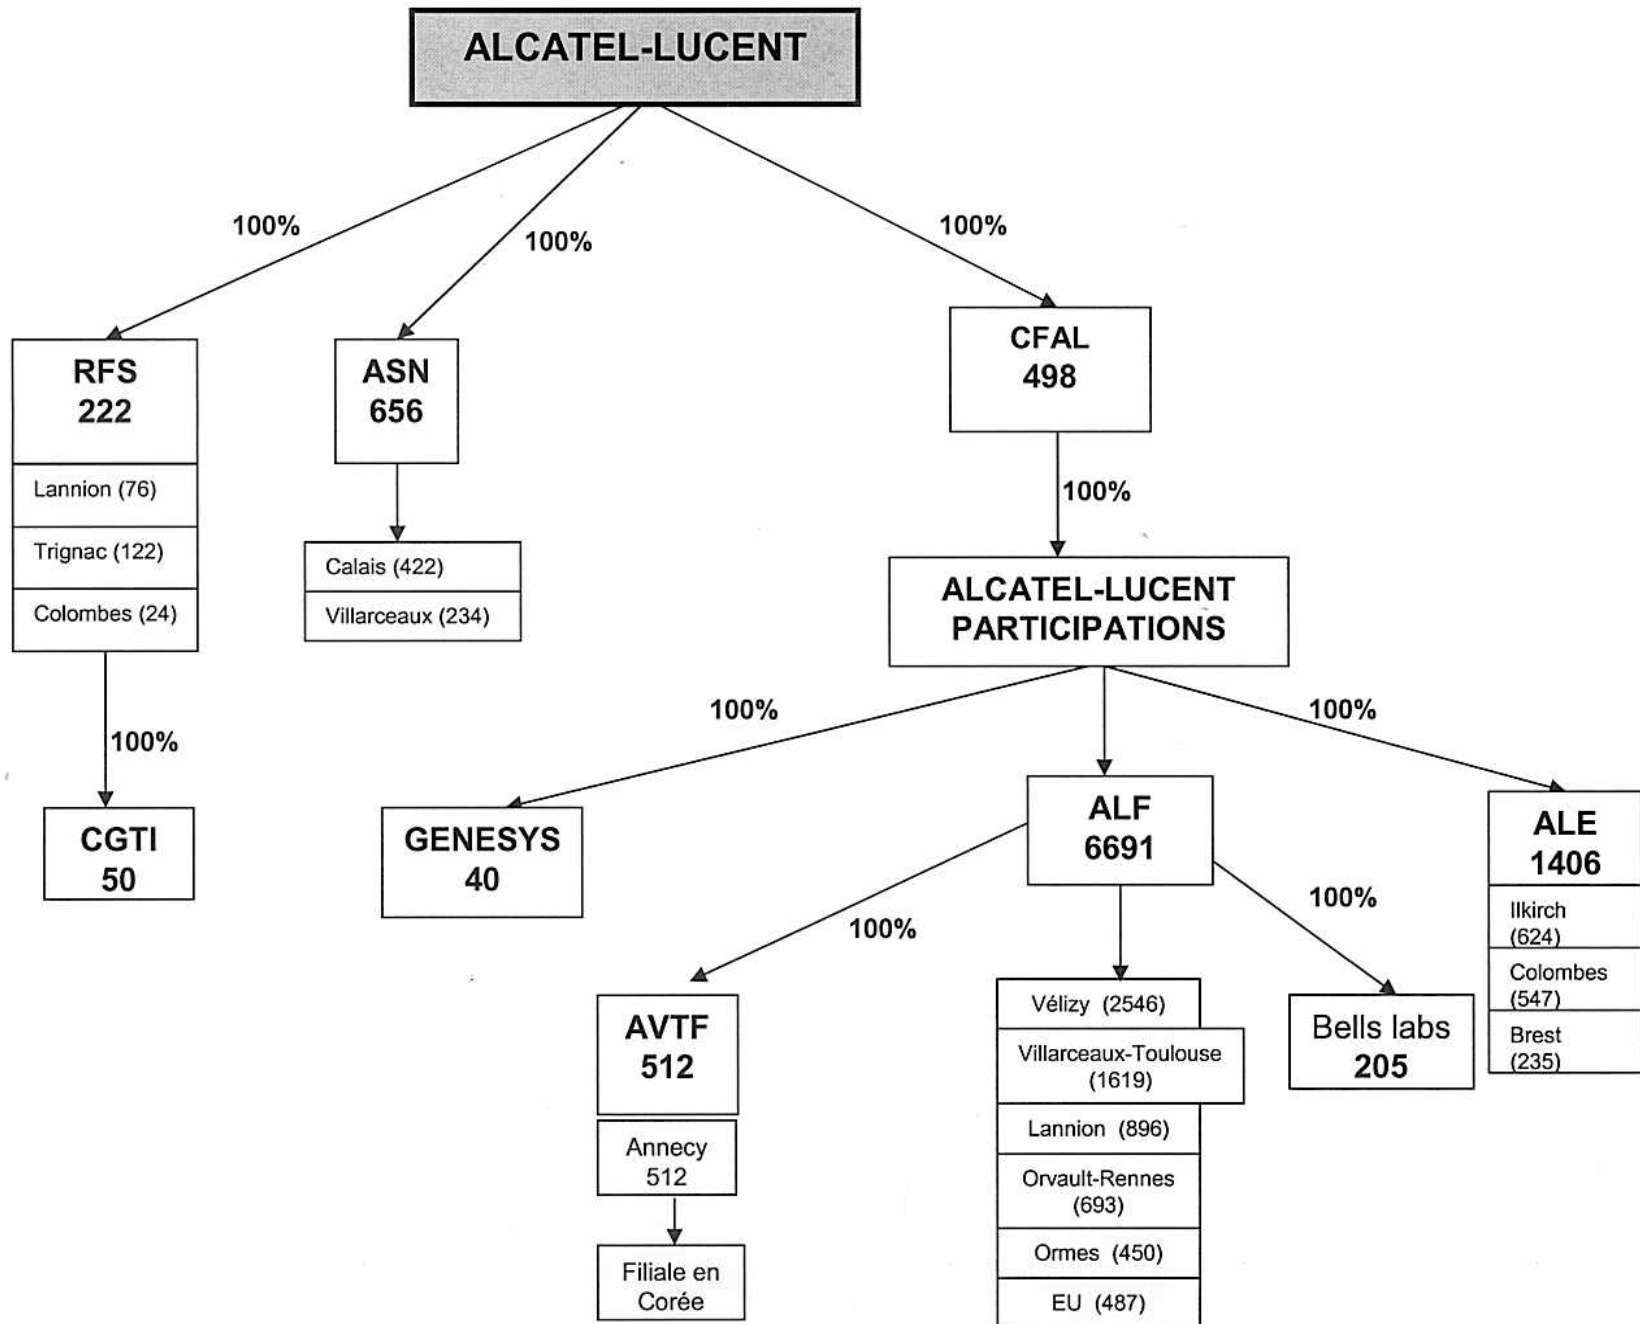 ALCATEL-LUCENT
100%
100%
100%
RFS
222
Lannion (76)
Trignac (122)
Colombes (24)
100%
CGTI
50
ASN
656
Calais (422)
Villarceaux (234)
CFAL
498
100%
ALCATEL-LUCENT
PARTICIPATIONS
100%
100%
GENESYS
40
ALF
6691
100%
100%
AVTF
512
Annecy
512
Filiale en
Corée
Vélizy (2546)
Villarceaux-Toulouse
(1619)
Lannion (896)
Orvault-Rennes
(693)
Ormes (450)
EU (487)
Bells labs
205
ALE
1406
Ilkirch
(624)
Colombes
(547)
Brest
(235)